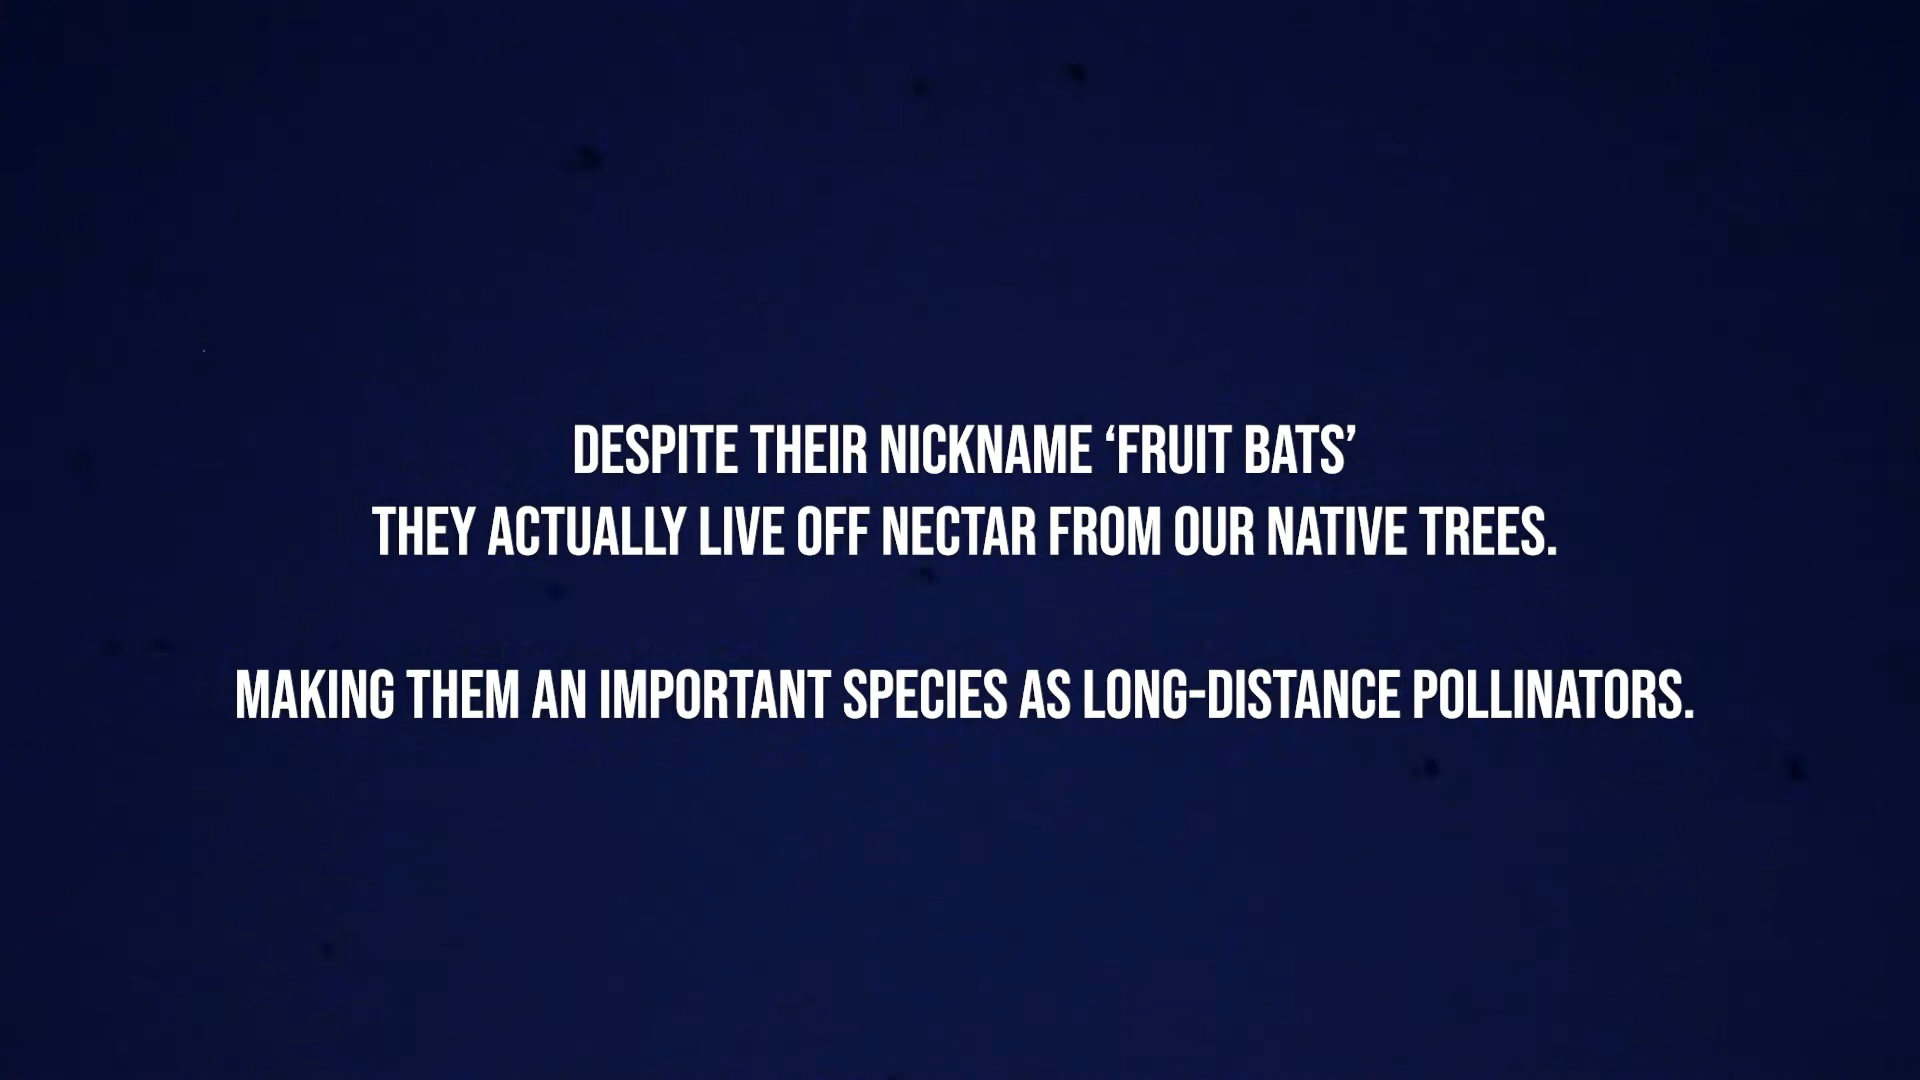 DESPITE THEIR NICKNAME ‘FRUIT BATS’
THEY ACTUALLY LIVE OFF NECTAR FROM OUR NATIVE TREES.
MAKING THEM AN IMPORTANT SPECIES AS LONG-DISTANCE POLLINATORS.